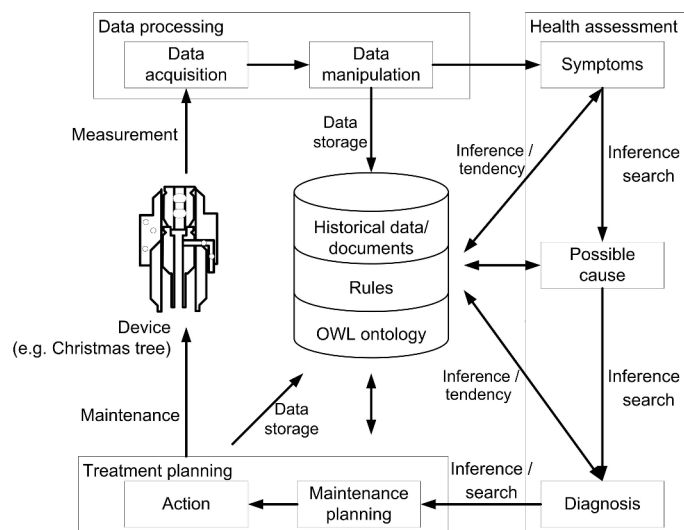 Data processing
Data
acquisition
Data
manipulation
Health assessment
Symptoms
Measurement
Data
storage
Inference /
tendency
Inference
search
Historical data/
documents
Rules
OWL ontology
Possible
cause
Device
(e.g. Christmas tree)
Inference /
tendency
Inference
search
Maintenance
Data
storage
Treatment planning
Action
Maintenance
planning
Inference /
search
Diagnosis